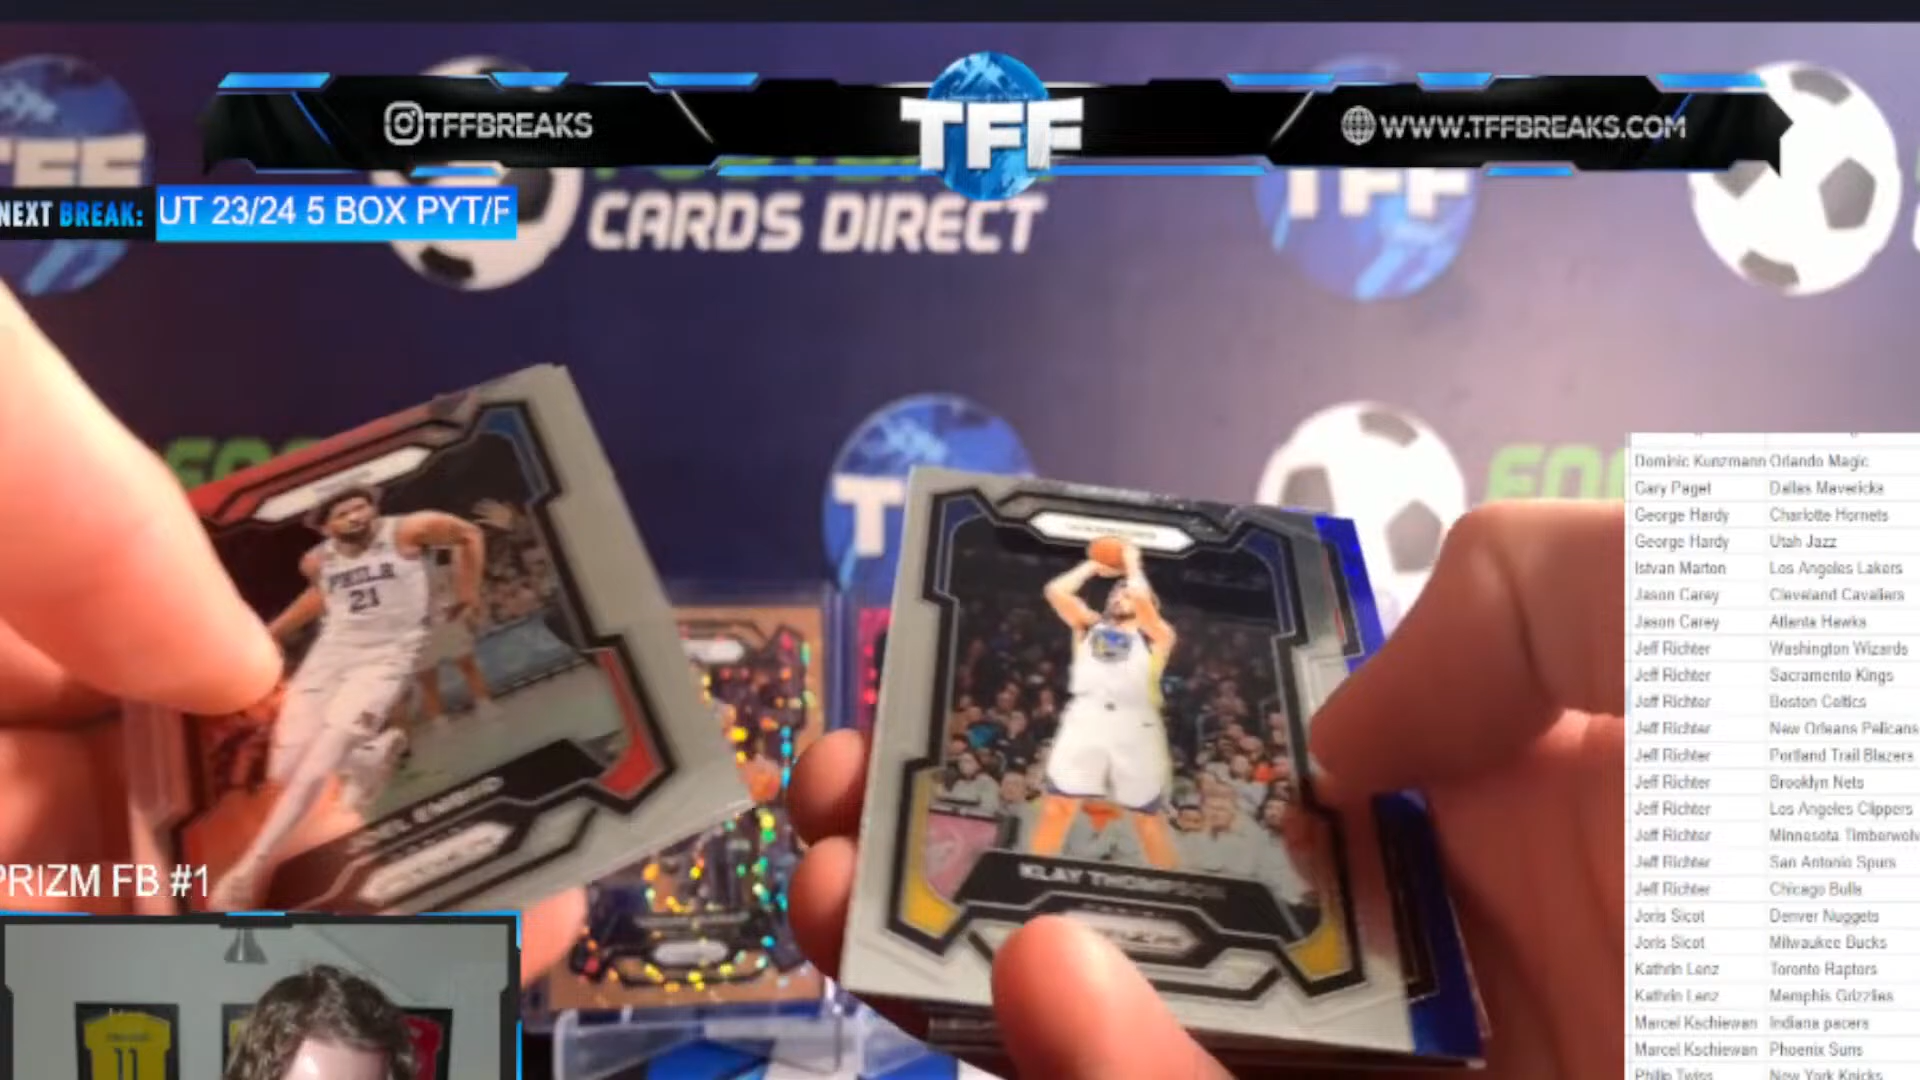 TFFBREAKS
TFF
WWW.TFFBREAKS.COM
NEXT BREAK:
UT 23/24 5 BOX PYT/F
CARDS DIRECT
TFF
PHILA
21
KLAY THOMPSON
PRIZM FB #1
11
Dominic Kunzmann Orlando Magic
Gary Paget Dallas Mavericks
George Hardy Charlotte Hornets
George Hardy Utah Jazz
Istvan Marton Los Angeles Lakers
Jason Carey Cleveland Cavaliers
Jason Carey Atlanta Hawks
Jeff Richter Washington Wizards
Jeff Richter Sacramento Kings
Jeff Richter Boston Celtics
Jeff Richter New Orleans Pelicans
Jeff Richter Portland Trail Blazers
Jeff Richter Brooklyn Nets
Jeff Richter Los Angeles Clippers
Jeff Richter Minnesota Timberwolv
Jeff Richter San Antonio Spurs
Jeff Richter Chicago Bulls
Joris Sicot Denver Nuggets
Joris Sicot Milwaukee Bucks
Kathrin Lenz Toronto Raptors
Kathrin Lenz Memphis Grizzlies
Marcel Kschiewan Indiana pacers
Marcel Kschiewan Phoenix Suns
Philip Twiss New York Knicks